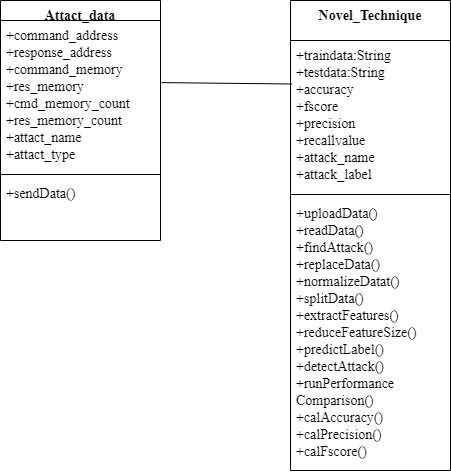 Attact_data
+command_address
+response_address
+command_memory
+res_memory
+cmd_memory_count
+res_memory_count
+attact_name
+attact_type
+sendData()
Novel_Technique
+traindata:String
+testdata:String
+accuracy
+fscore
+precision
+recallvalue
+attack_name
+attack_label
+uploadData()
+readData()
+findAttack()
+replaceData()
+normalizeDatat()
+splitData()
+extractFeatures()
+reduceFeatureSize()
+predictLabel()
+detectAttack()
+runPerformance
Comparison()
+calAccuracy()
+calPrecision()
+calFscore()